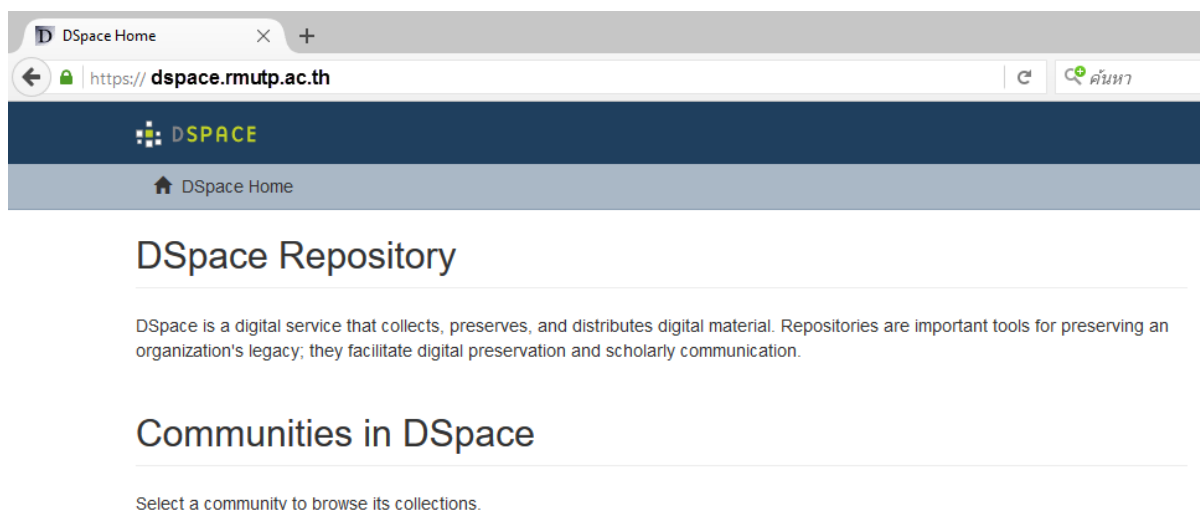 D DSpace Home
https:// dspace.rmutp.ac.th
ค้นหา
DSPACE
DSpace Home
DSpace Repository
DSpace is a digital service that collects, preserves, and distributes digital material. Repositories are important tools for preserving an
organization's legacy; they facilitate digital preservation and scholarly communication.
Communities in DSpace
Select a community to browse its collections.